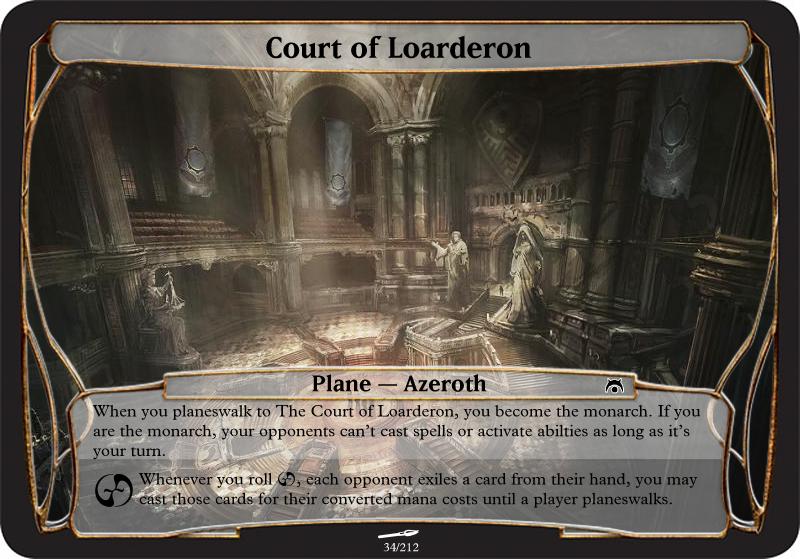 Court of Loarderon
Plane — Azeroth
When you planeswalk to The Court of Loarderon, you become the monarch. If you
are the monarch, your opponents can't cast spells or activate abilties as long as it's
your turn.
Whenever you roll , each opponent exiles a card from their hand, you may
cast those cards for their converted mana costs until a player planeswalks.
34/212